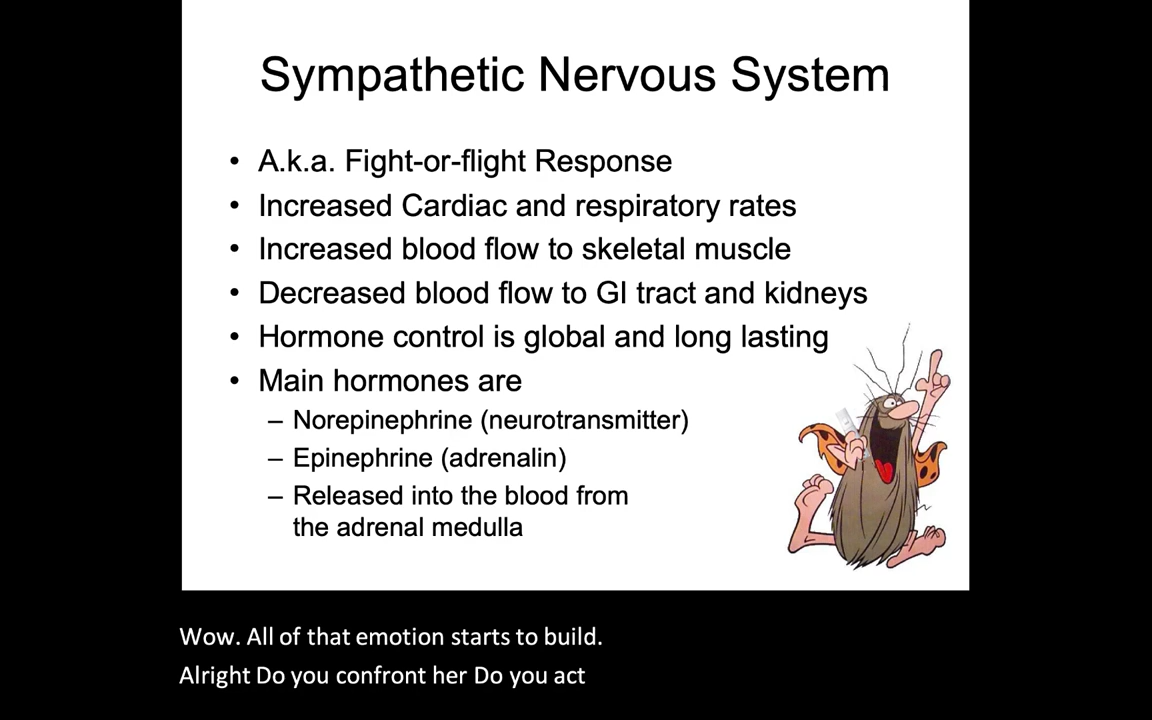 Sympathetic Nervous System
• A.k.a. Fight-or-flight Response
• Increased Cardiac and respiratory rates
• Increased blood flow to skeletal muscle
• Decreased blood flow to GI tract and kidneys
• Hormone control is global and long lasting
• Main hormones are
– Norepinephrine (neurotransmitter)
– Epinephrine (adrenalin)
– Released into the blood from
the adrenal medulla
Wow. All of that emotion starts to build.
Alright Do you confront her Do you act